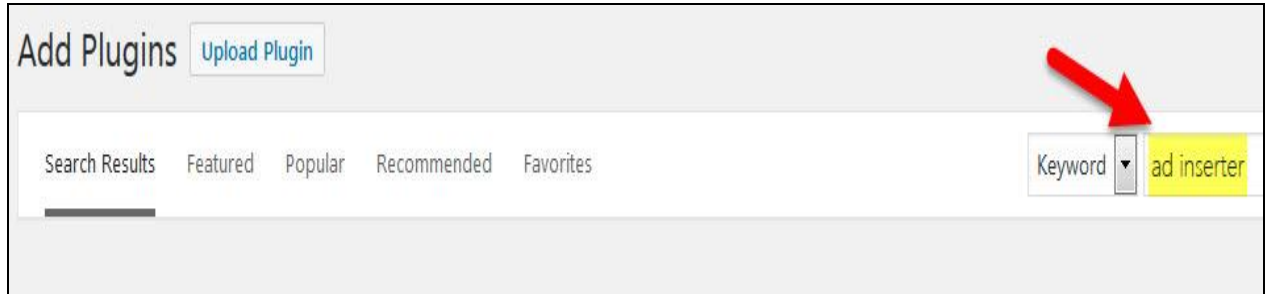 Add Plugins Upload Plugin
Search Results Featured Popular Recommended Favorites Keyword ad inserter